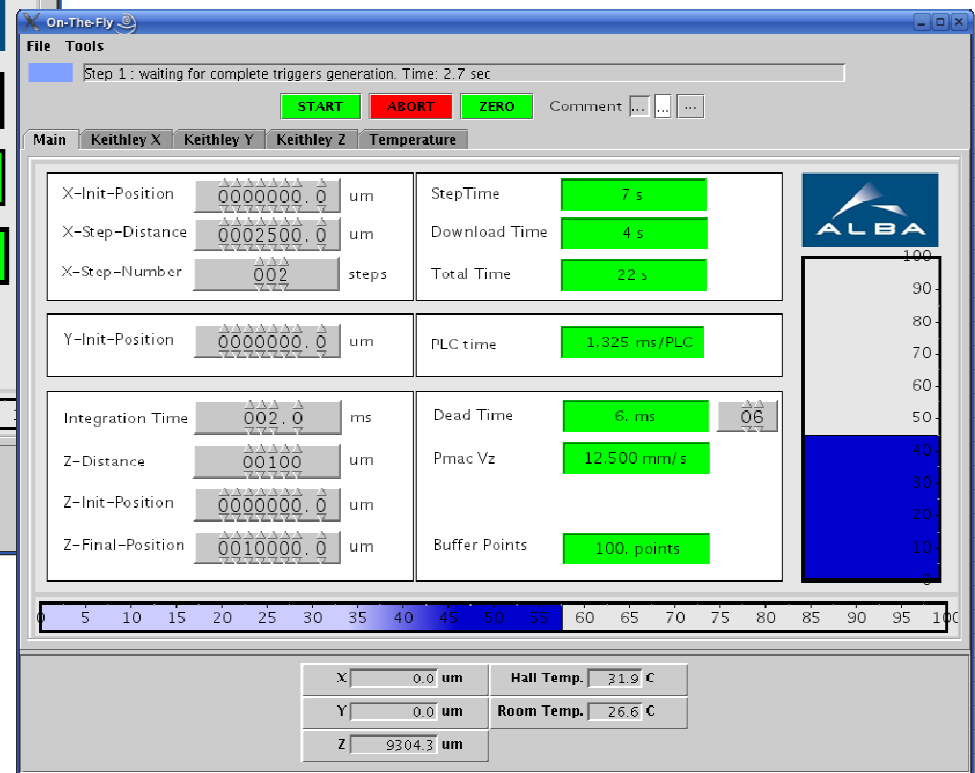 On-The-Fly
File Tools
Step 1 : waiting for complete triggers generation. Time: 2.7 sec
START ABORT ZERO Comment ... ... ...
Main Keithley X Keithley Y Keithley Z Temperature
X-Init-Position 0000000.0 um StepTime 7 s
X-Step-Distance 0002500.0 um Download Time 4 s
X-Step-Number 002 steps Total Time 22 s
ALBA
Y-Init-Position 0000000.0 um PLC time 1.325 ms/PLC
Integration Time 002.0 ms Dead Time 6. ms 06
Z-Distance 00100 um Pmac Vz 12.500 mm/s
Z-Init-Position 0000000.0 um
Z-Final-Position 0010000.0 um Buffer Points 100. points
100
90
80
70
60
50
40
30
20
10
0
0 5 10 15 20 25 30 35 40 45 50 55 60 65 70 75 80 85 90 95 100
X 0.0 um Hall Temp. 31.9 C
Y 0.0 um Room Temp. 26.6 C
Z 9304.3 um